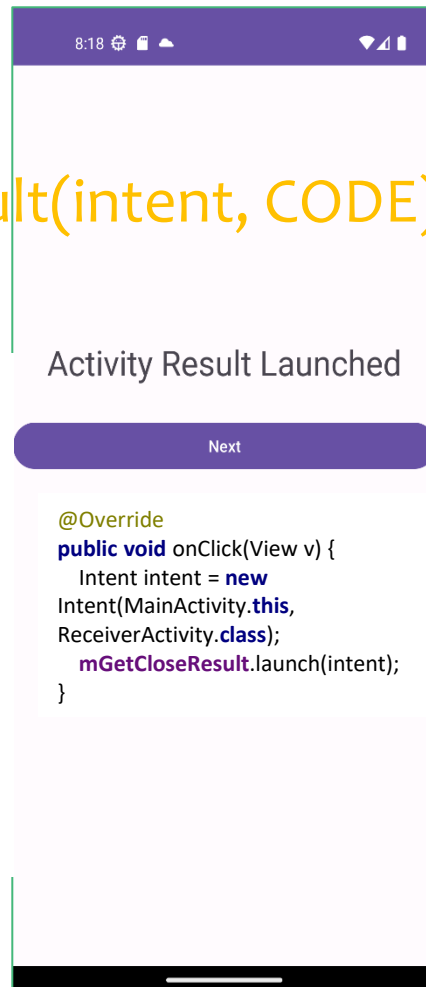 8:18
ult(intent, CODE)
Activity Result Launched
Next
@Override
public void onClick(View v) {
Intent intent = new
Intent(MainActivity.this,
ReceiverActivity.class);
mGetCloseResult.launch(intent);
}